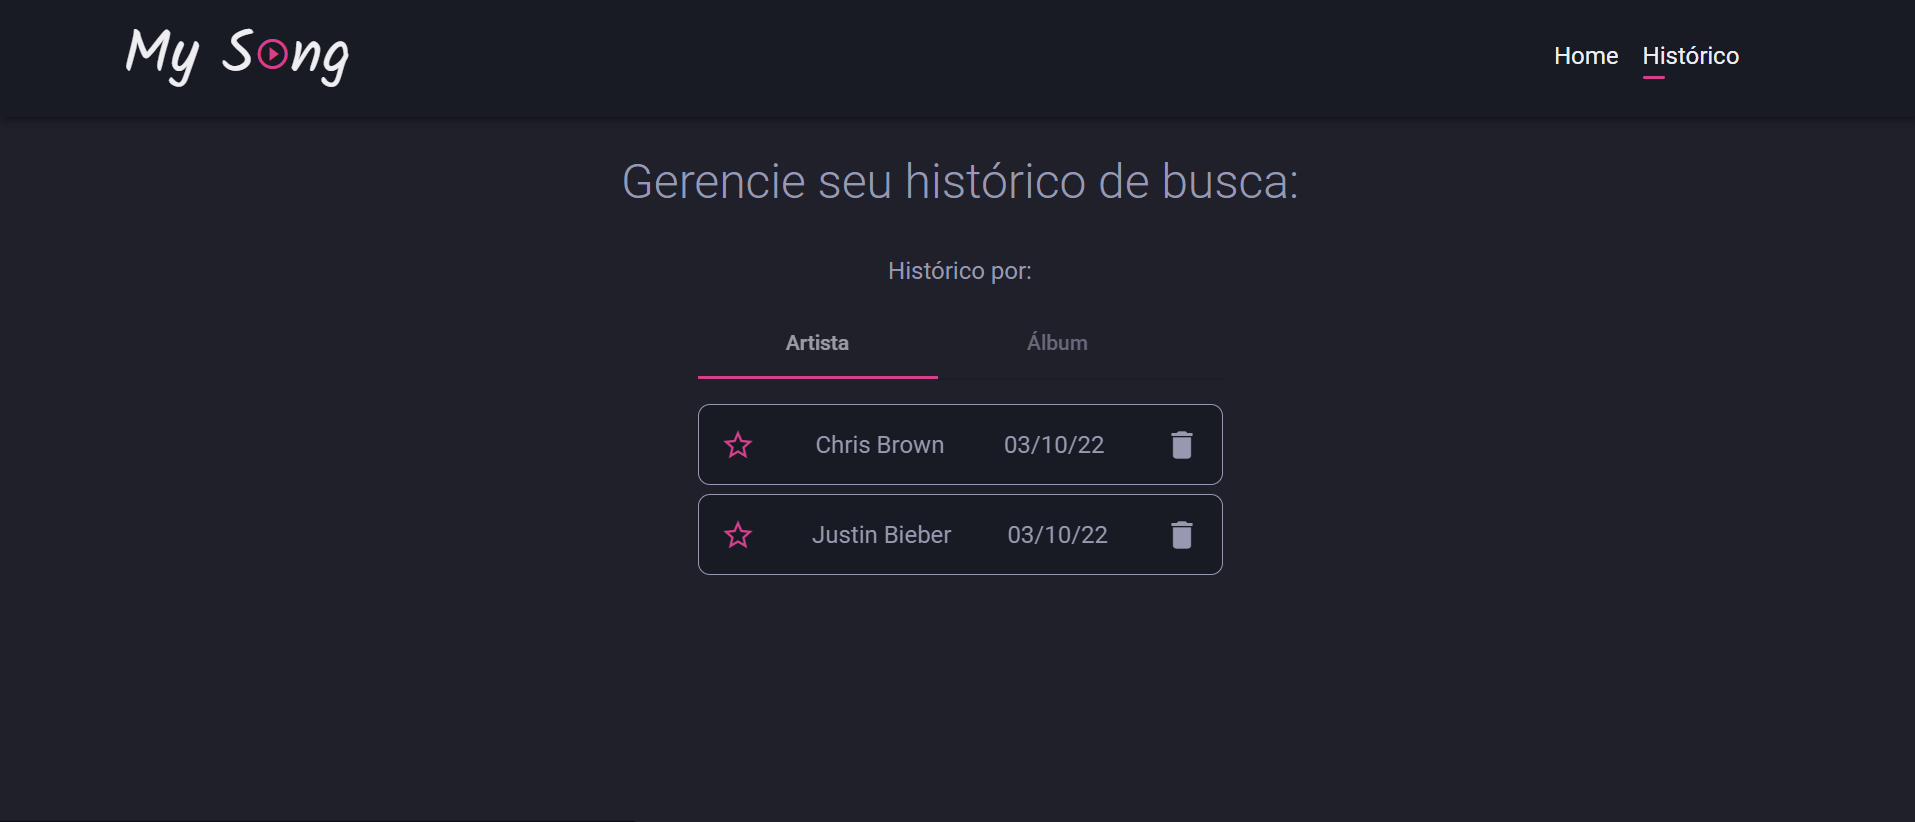 My Song
Home Histórico
Gerencie seu histórico de busca:
Histórico por:
Artista Álbum
Chris Brown 03/10/22
Justin Bieber 03/10/22